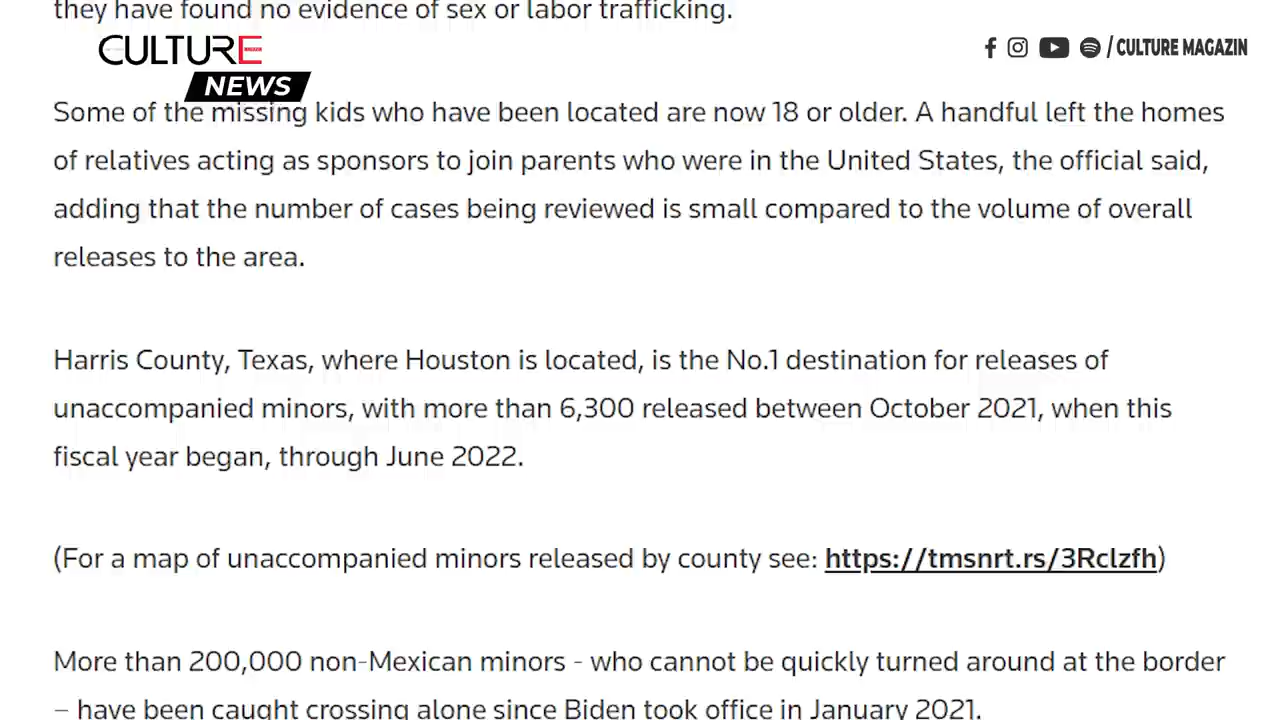 they have found no evidence of sex or labor trafficking.
CULTURE
NEWS
/CULTURE MAGAZIN
Some of the missing kids who have been located are now 18 or older. A handful left the homes
of relatives acting as sponsors to join parents who were in the United States, the official said,
adding that the number of cases being reviewed is small compared to the volume of overall
releases to the area.
Harris County, Texas, where Houston is located, is the No.1 destination for releases of
unaccompanied minors, with more than 6,300 released between October 2021, when this
fiscal year began, through June 2022.
(For a map of unaccompanied minors released by county see: https://tmsnrt.rs/3Rclzfh)
More than 200,000 non-Mexican minors - who cannot be quickly turned around at the border
– have been caught crossing alone since Biden took office in January 2021.